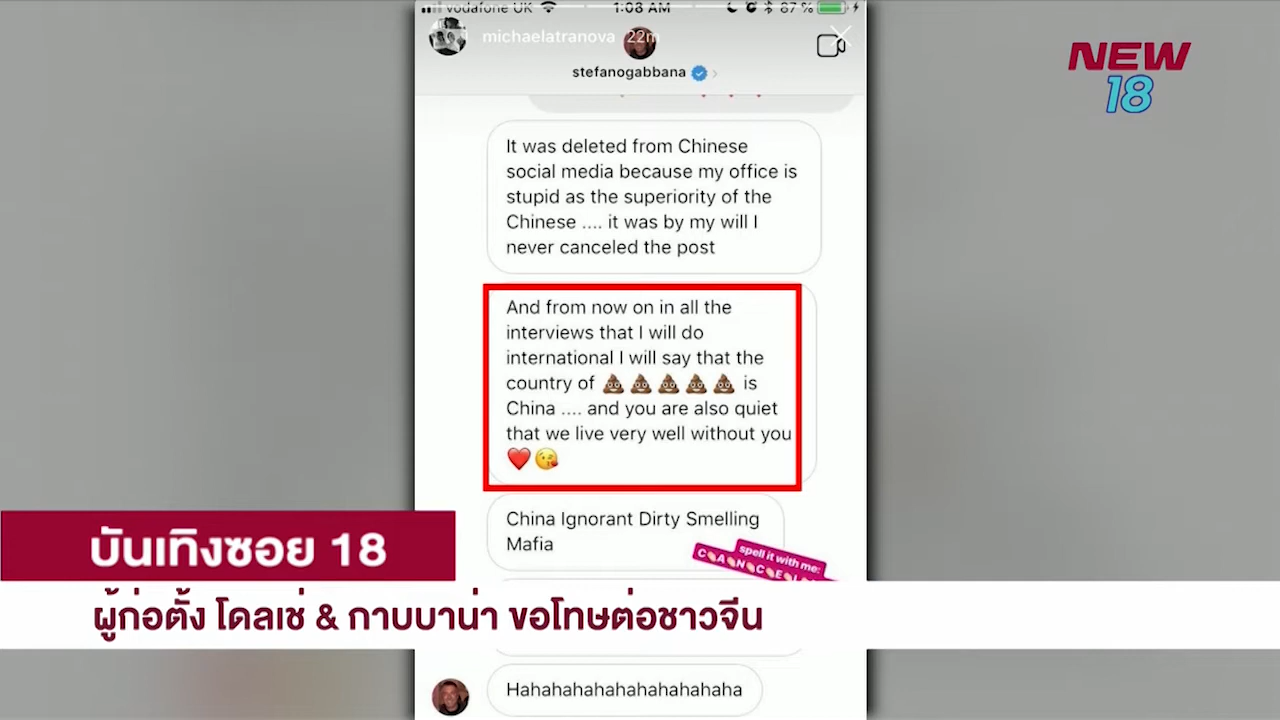 vodafone UK 1:08 AM 87 %
michaelatranova 22m
NEW
18
stefanogabbana
It was deleted from Chinese
social media because my office is
stupid as the superiority of the
Chinese .... it was by my will I
never canceled the post
And from now on in all the
interviews that I will do
international I will say that the
country of 💩💩💩💩💩 is
China .... and you are also quiet
that we live very well without you
❤️😘
China Ignorant Dirty Smelling
Mafia
spell it with me:
บันเทิงซอย 18
ผู้ก่อตั้ง โดลเช่ & กาบบาน่า ขอโทษต่อชาวจีน
Hahahahahahahahahahaha